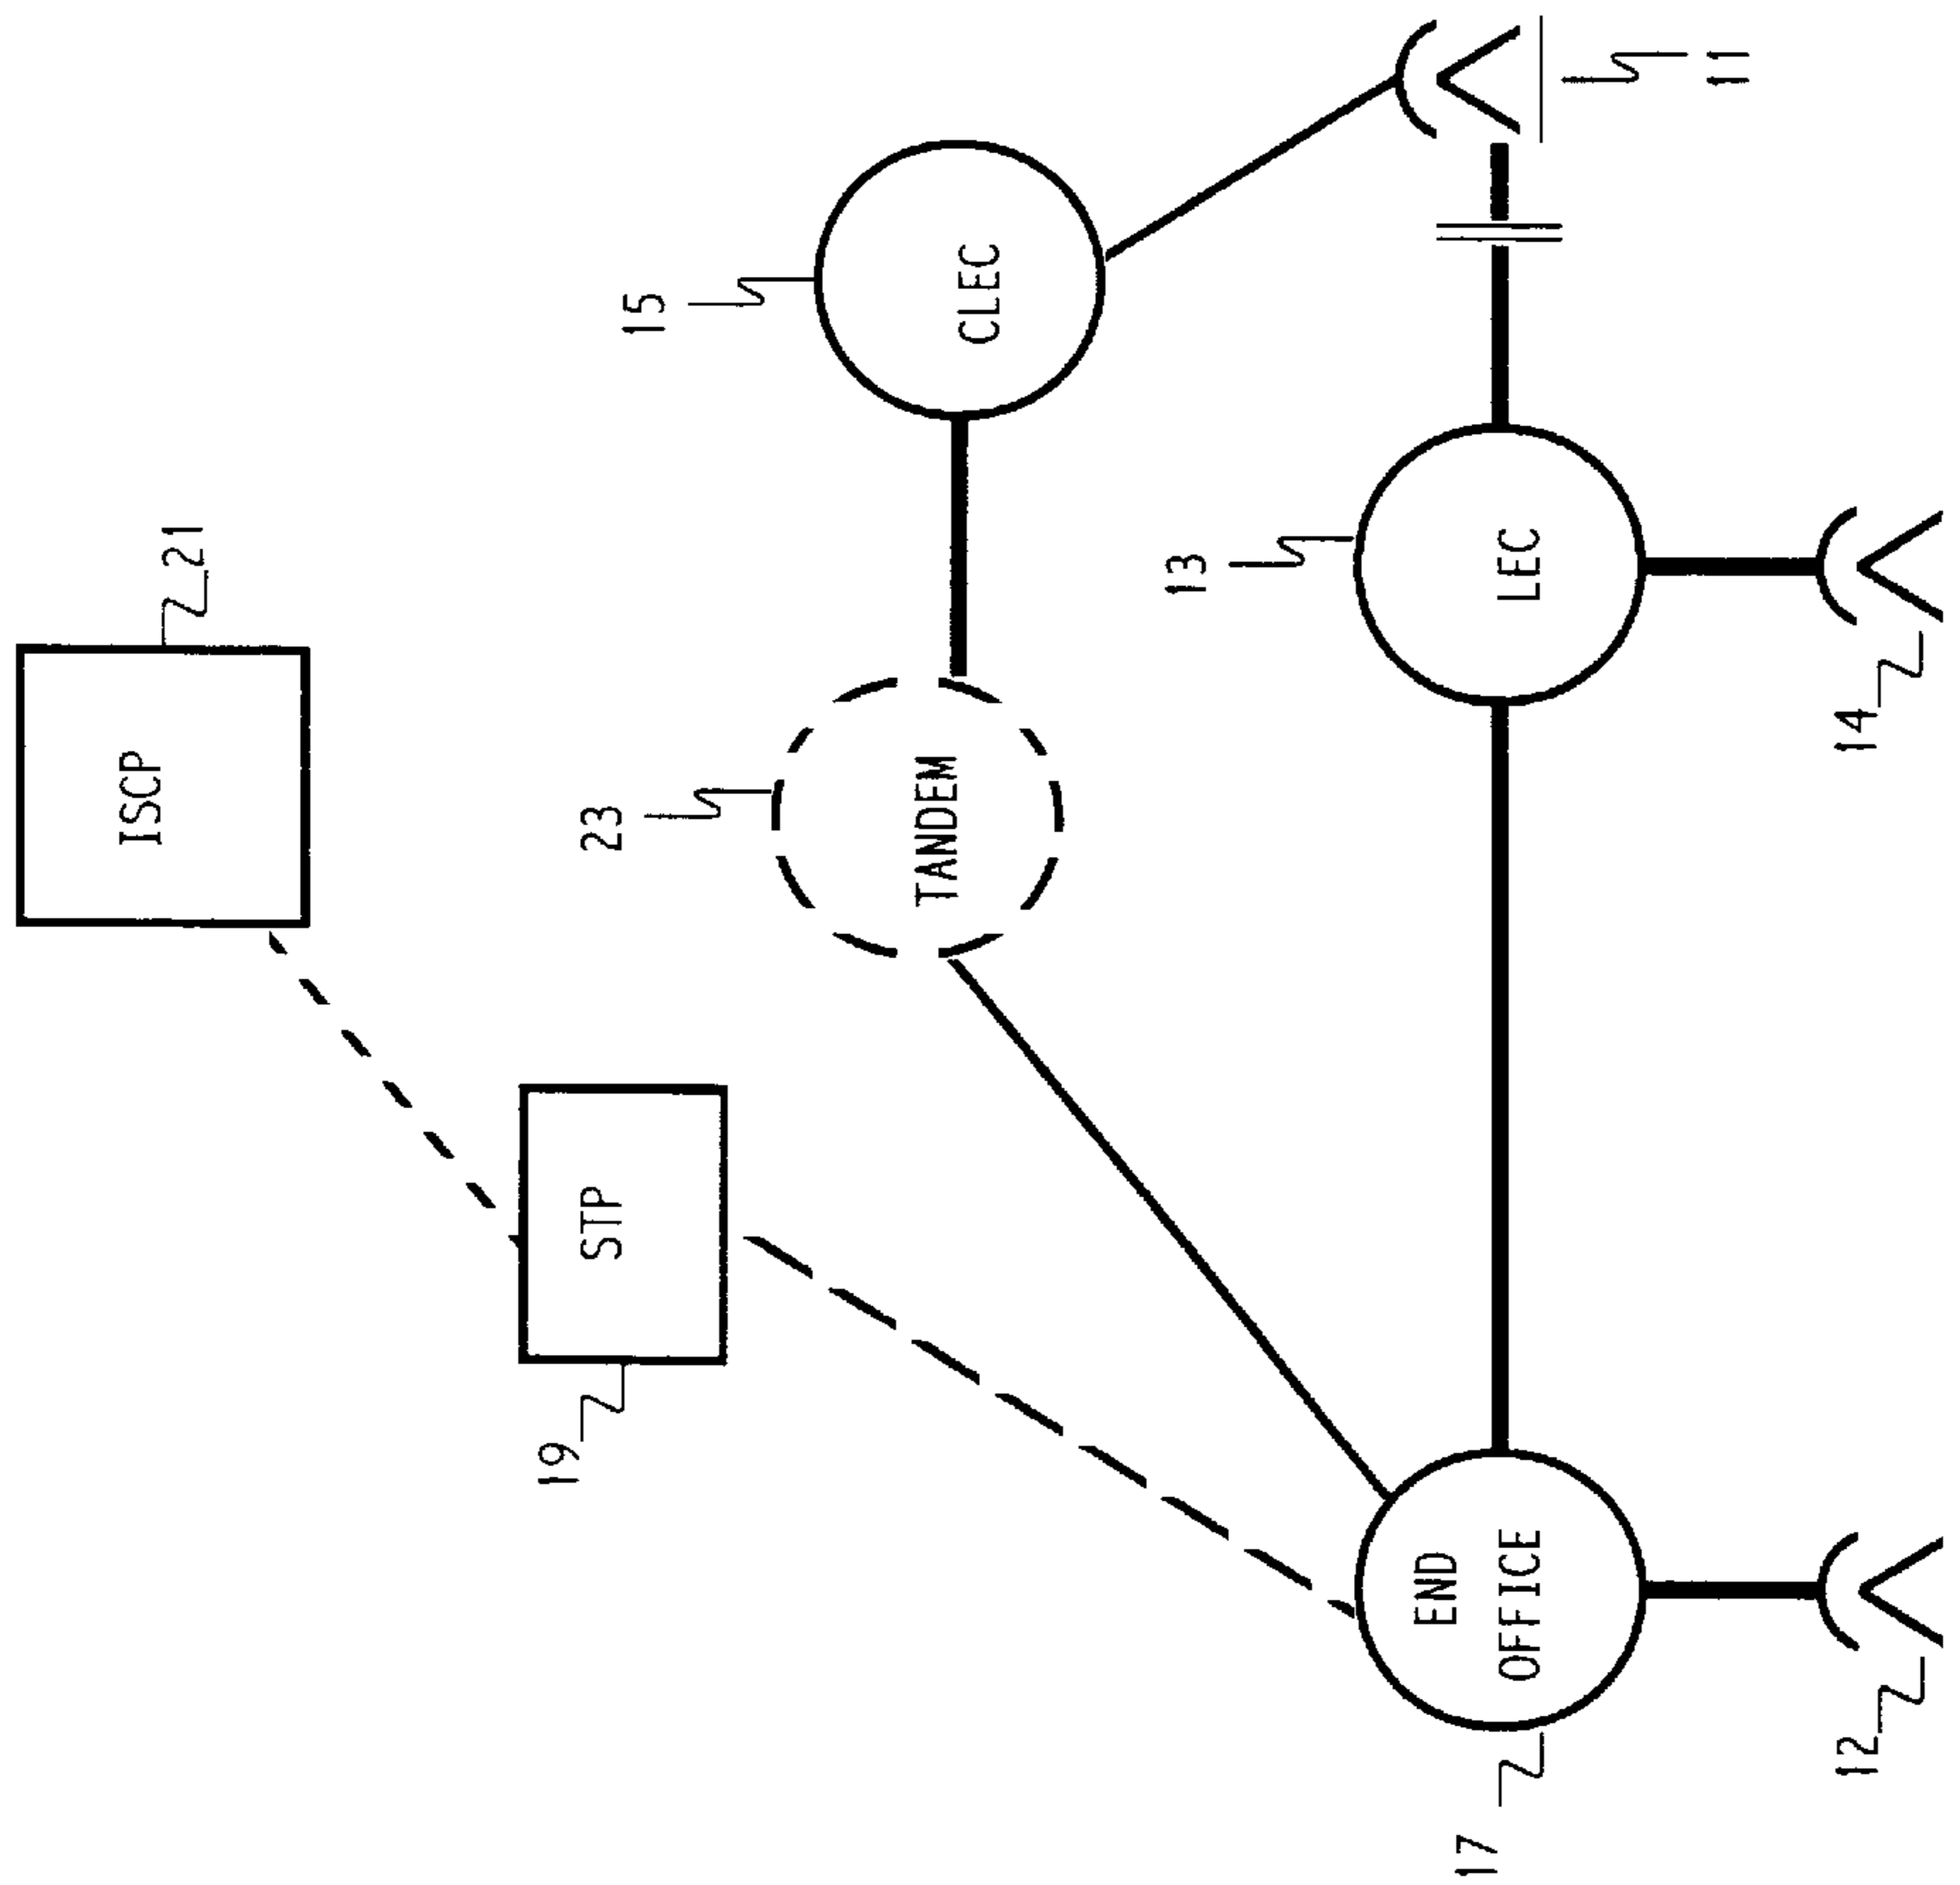 ISCP
21
19
STP
23
15
TANDEM
CLEC
13
17
END
OFFICE
LEC
11
12
14